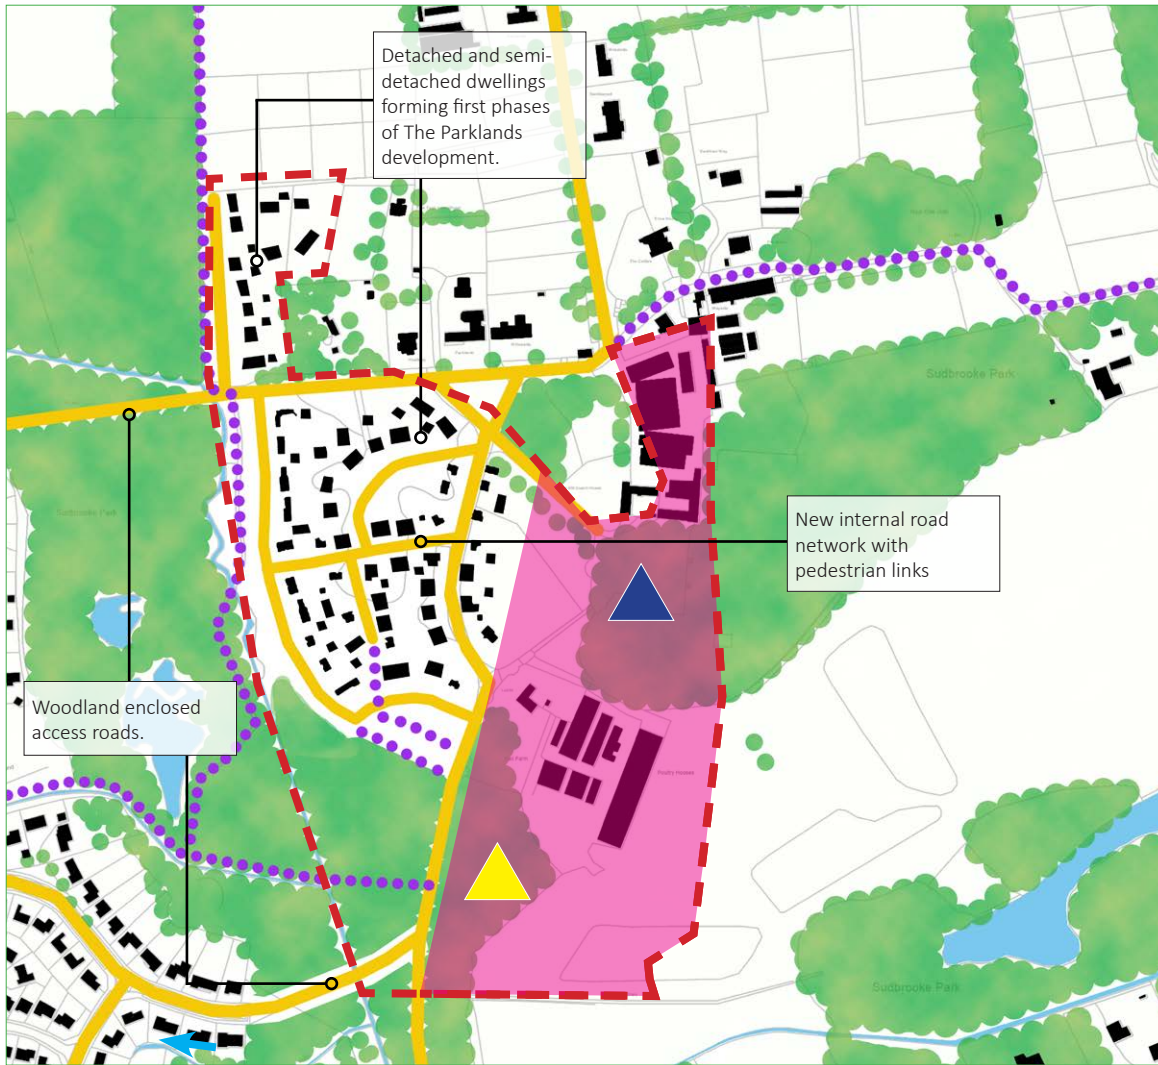 Detached and semi-
detached dwellings
forming first phases
of The Parklands
development.
Sudbrooke Park
New internal road
network with
pedestrian links
Sudbrooke Park
Woodland enclosed
access roads.
Poultry Houses
Sudbrooke Park